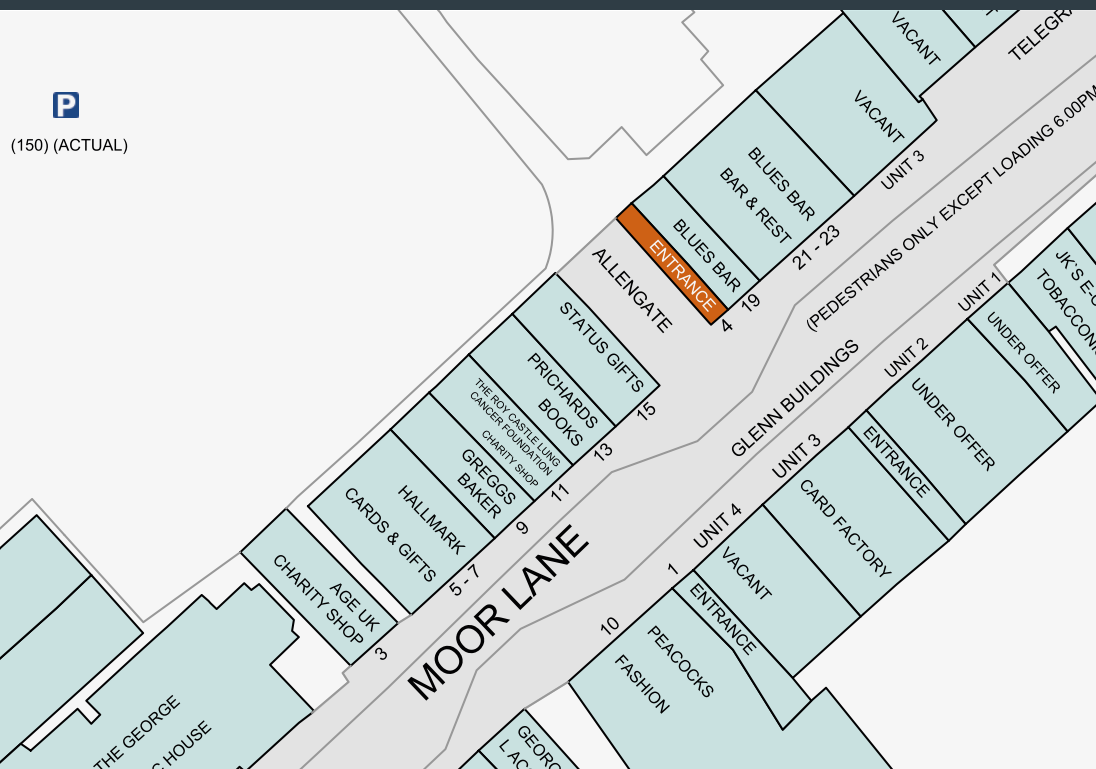 P
(150) (ACTUAL)
VACANT
VACANT
UNIT 3
(PEDESTRIANS ONLY EXCEPT LOADING 6.00PM
BLUES BAR
BAR & REST
21 - 23
BLUES BAR
19
ENTRANCE
4
ALLENGATE
STATUS GIFTS
15
PRICHARDS
BOOKS
13
THE ROY CASTLE LUNG
CANCER FOUNDATION
CHARITY SHOP
11
GREGGS
BAKER
9
HALLMARK
CARDS & GIFTS
5 - 7
AGE UK
CHARITY SHOP
3
MOOR LANE
GLENN BUILDINGS
JK'S
TOBACCON
UNIT 1
UNDER OFFER
UNIT 2
UNDER OFFER
ENTRANCE
UNIT 3
CARD FACTORY
UNIT 4
VACANT
1
ENTRANCE
10
PEACOCKS
FASHION
THE GEORGE
HOUSE